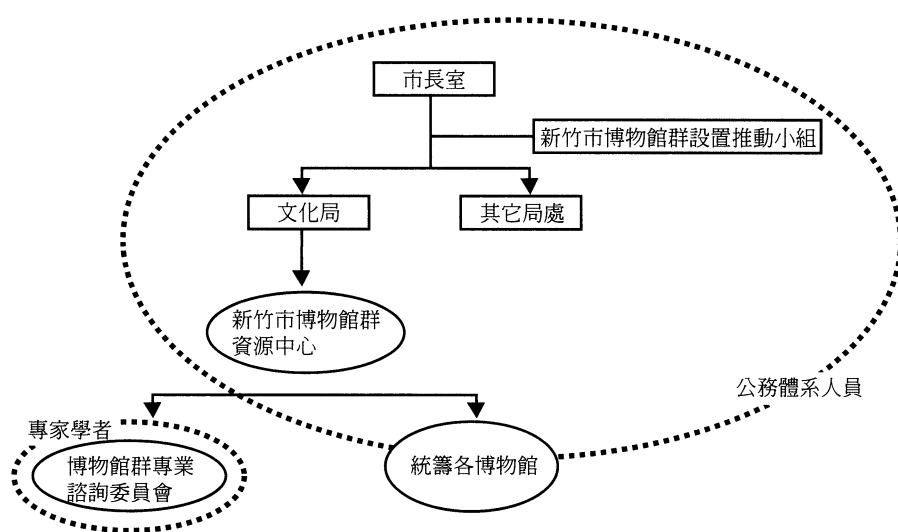 市長室
新竹市博物館群設置推動小組
文化局
其它局處
新竹市博物館群
資源中心
公務體系人員
專家學者
博物館群專業
諮詢委員會
統籌各博物館